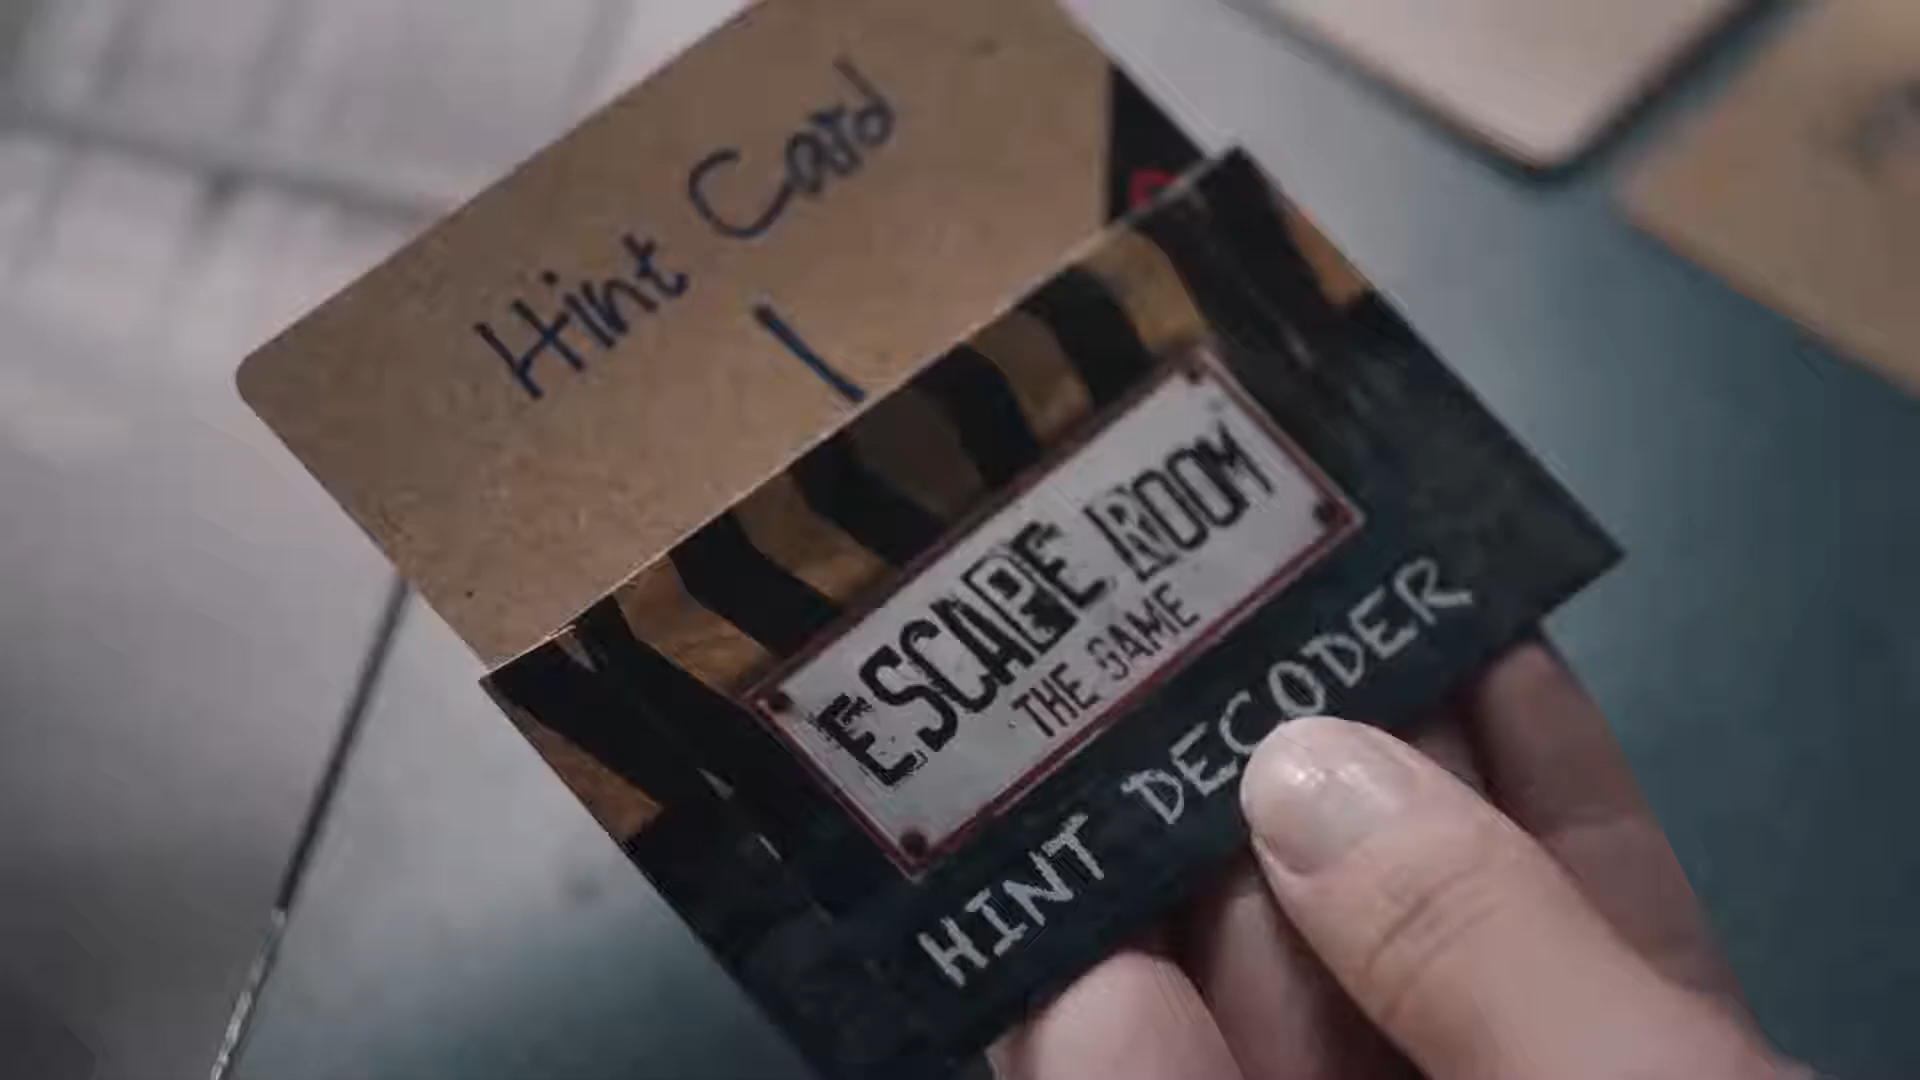 Hint Card
1
ESCAPE ROOM
THE GAME
HINT DECODER